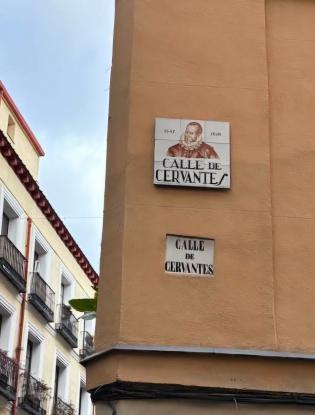 1547 1616
CALLE DE
CERVANTES
CALLE
DE
CERVANTES